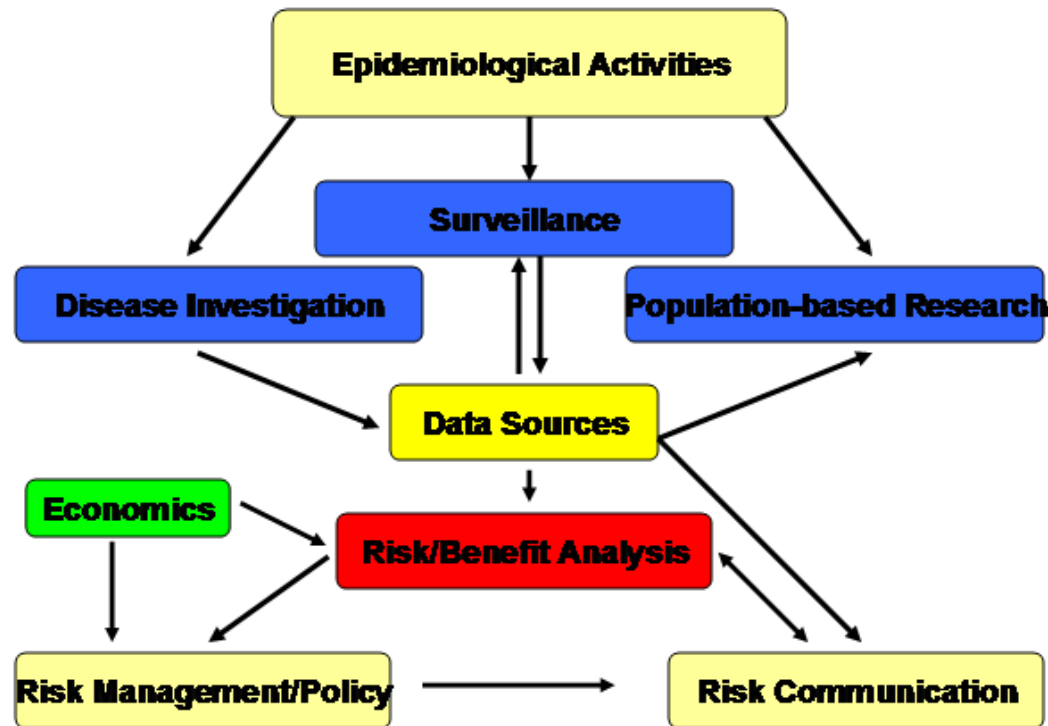 Epidemiological Activities
Surveillance
Disease Investigation
Population-based Research
Data Sources
Economics
Risk/Benefit Analysis
Risk Management/Policy
Risk Communication